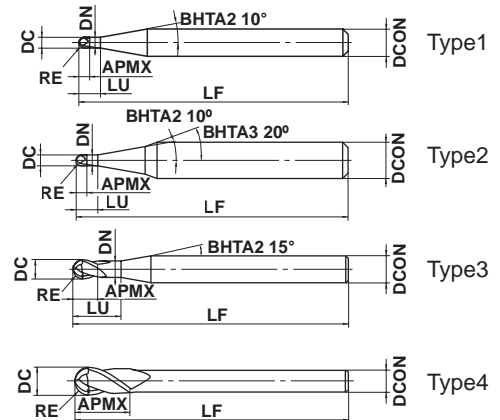 DC
DN
BHTA2 10°
DCON
Type1
RE
APMX
LU
LF
BHTA2 10º
BHTA3 20º
DC
DN
DCON
Type2
RE
APMX
LU
LF
DN
BHTA2 15°
DC
DCON
Type3
RE
APMX
LU
LF
DC
DCON
Type4
RE
APMX
LF